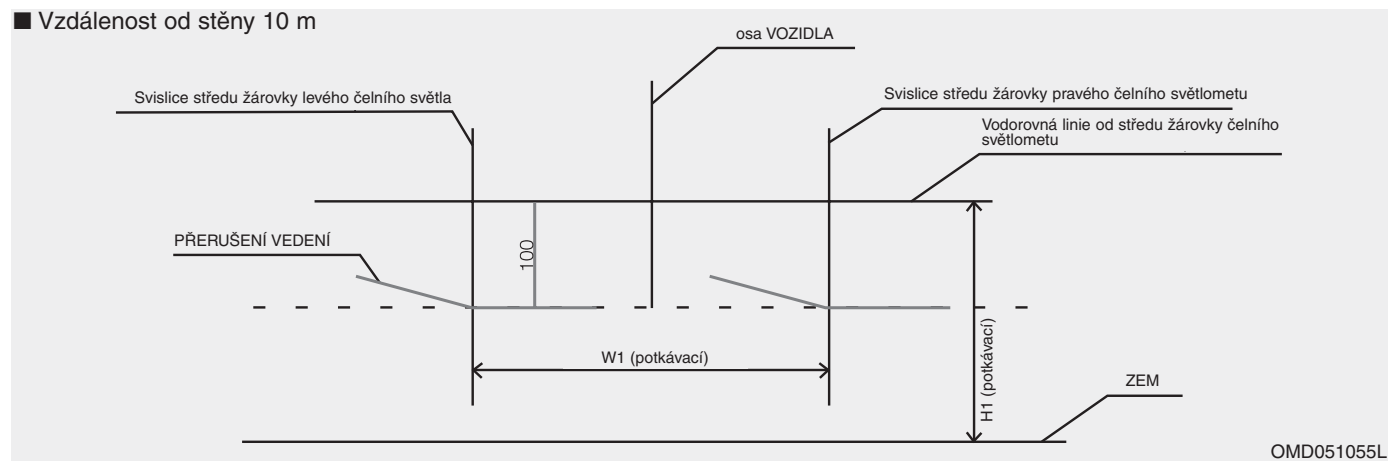 ■ Vzdálenost od stěny 10 m
osa VOZIDLA
Svislice středu žárovky levého čelního světla
Svislice středu žárovky pravého čelního světlometu
Vodorovná linie od středu žárovky čelního
světlometu
PŘERUŠENÍ VEDENÍ
100
W1 (potkávací)
H1 (potkávací)
ZEM
OMD051055L